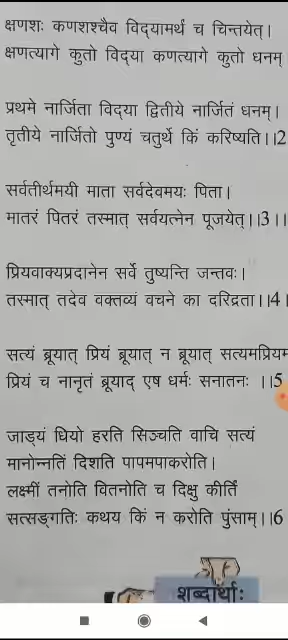 क्षणशः कणशश्चैव विद्यामर्थं च चिन्तयेत्।
क्षणत्यागे कुतो विद्या कणत्यागे कुतो धनम्
प्रथमे नार्जिता विद्या द्वितीये नार्जितं धनम्।
तृतीये नार्जितो पुण्यं चतुर्थे किं करिष्यति।।2
सर्वतीर्थमयी माता सर्वदेवमयः पिता।
मातरं पितरं तस्मात् सर्वयत्नेन पूजयेत्।।3।।
प्रियवाक्यप्रदानेन सर्वे तुष्यन्ति जन्तवः।
तस्मात् तदेव वक्तव्यं वचने का दरिद्रता।।4।
सत्यं ब्रूयात् प्रियं ब्रूयात् न ब्रूयात् सत्यमप्रियम
प्रियं च नानृतं ब्रूयाद् एष धर्मः सनातनः ।।5
जाड्यं धियो हरति सिञ्चति वाचि सत्यं
मानोन्नतिं दिशति पापमपाकरोति।
लक्ष्मीं तनोति वितनोति च दिक्षु कीर्तिं
सत्सङ्गतिः कथय किं न करोति पुंसाम्।।6
शब्दार्थाः